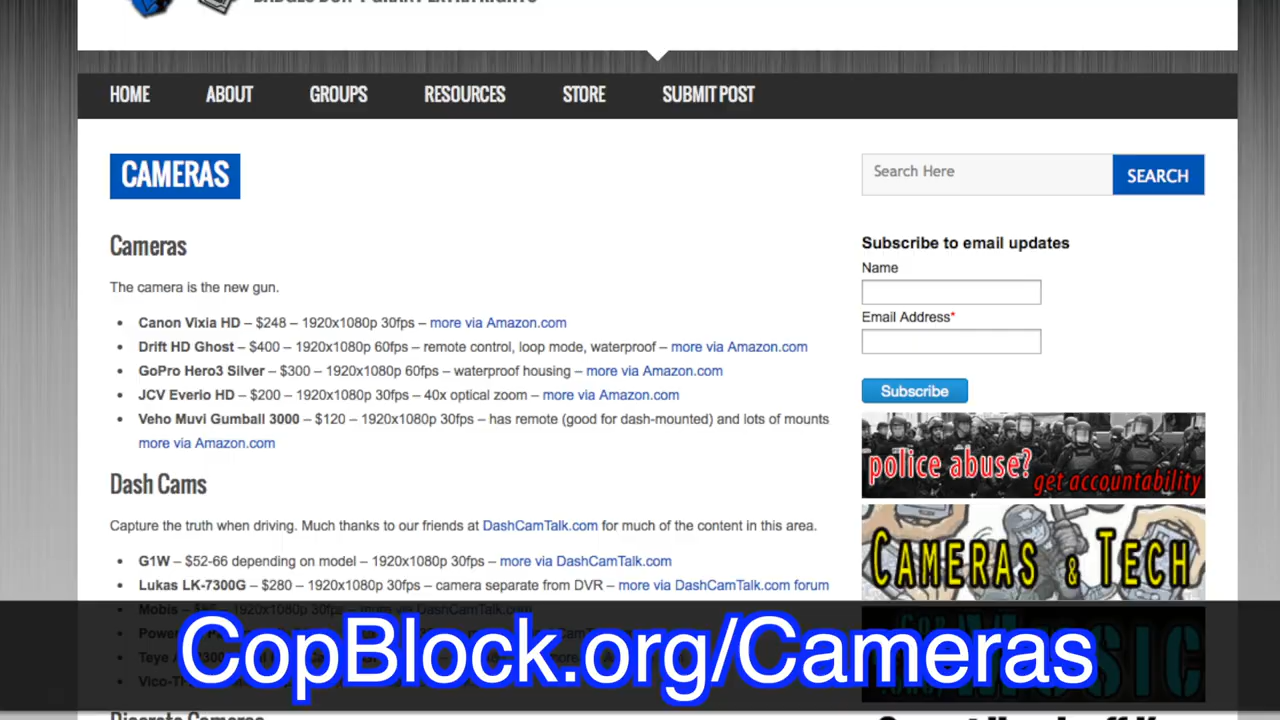 HOME ABOUT GROUPS RESOURCES STORE SUBMIT POST
CAMERAS
Search Here SEARCH
Cameras
The camera is the new gun.
Canon Vixia HD – $248 – 1920x1080p 30fps – more via Amazon.com
Drift HD Ghost – $400 – 1920x1080p 60fps – remote control, loop mode, waterproof – more via Amazon.com
GoPro Hero3 Silver – $300 – 1920x1080p 60fps – waterproof housing – more via Amazon.com
JCV Everio HD – $200 – 1920x1080p 30fps – 40x optical zoom – more via Amazon.com
Veho Muvi Gumball 3000 – $120 – 1920x1080p 30fps – has remote (good for dash-mounted) and lots of mounts
more via Amazon.com
Dash Cams
Capture the truth when driving. Much thanks to our friends at DashCamTalk.com for much of the content in this area.
G1W – $52-66 depending on model – 1920x1080p 30fps – more via DashCamTalk.com
Lukas LK-7300G – $280 – 1920x1080p 30fps – camera separate from DVR – more via DashCamTalk.com forum
Mobis – 1920x1080p 30fps – more via DashCamTalk.com
Subscribe to email updates
Name
Email Address*
Subscribe
police abuse?
get accountability
CAMERAS & TECH
MUSIC
CopBlock.org/Cameras